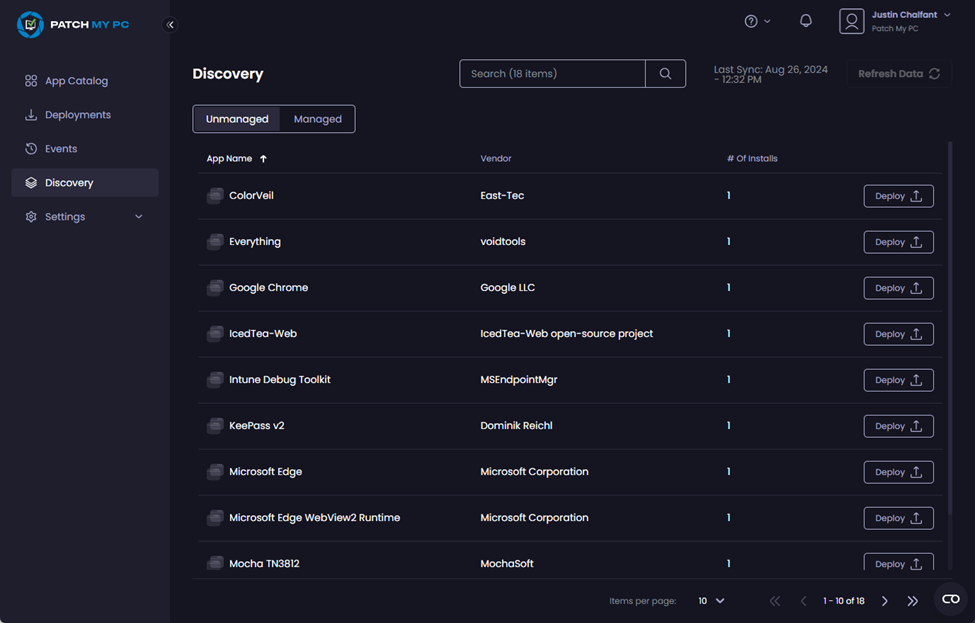 PATCH MY PC
Justin Chalfant
Patch My PC
App Catalog
Deployments
Events
Discovery
Settings
Discovery
Search (18 items)
Last Sync: Aug 26, 2024
- 12:32 PM
Refresh Data
Unmanaged Managed
App Name Vendor # Of Installs
ColorVeil East-Tec 1 Deploy
Everything voidtools 1 Deploy
Google Chrome Google LLC 1 Deploy
IcedTea-Web IcedTea-Web open-source project 1 Deploy
Intune Debug Toolkit MSEndpointMgr 1 Deploy
KeePass v2 Dominik Reichl 1 Deploy
Microsoft Edge Microsoft Corporation 1 Deploy
Microsoft Edge WebView2 Runtime Microsoft Corporation 1 Deploy
Mocha TN3812 MochaSoft 1 Deploy
Items per page: 10 1 - 10 of 18